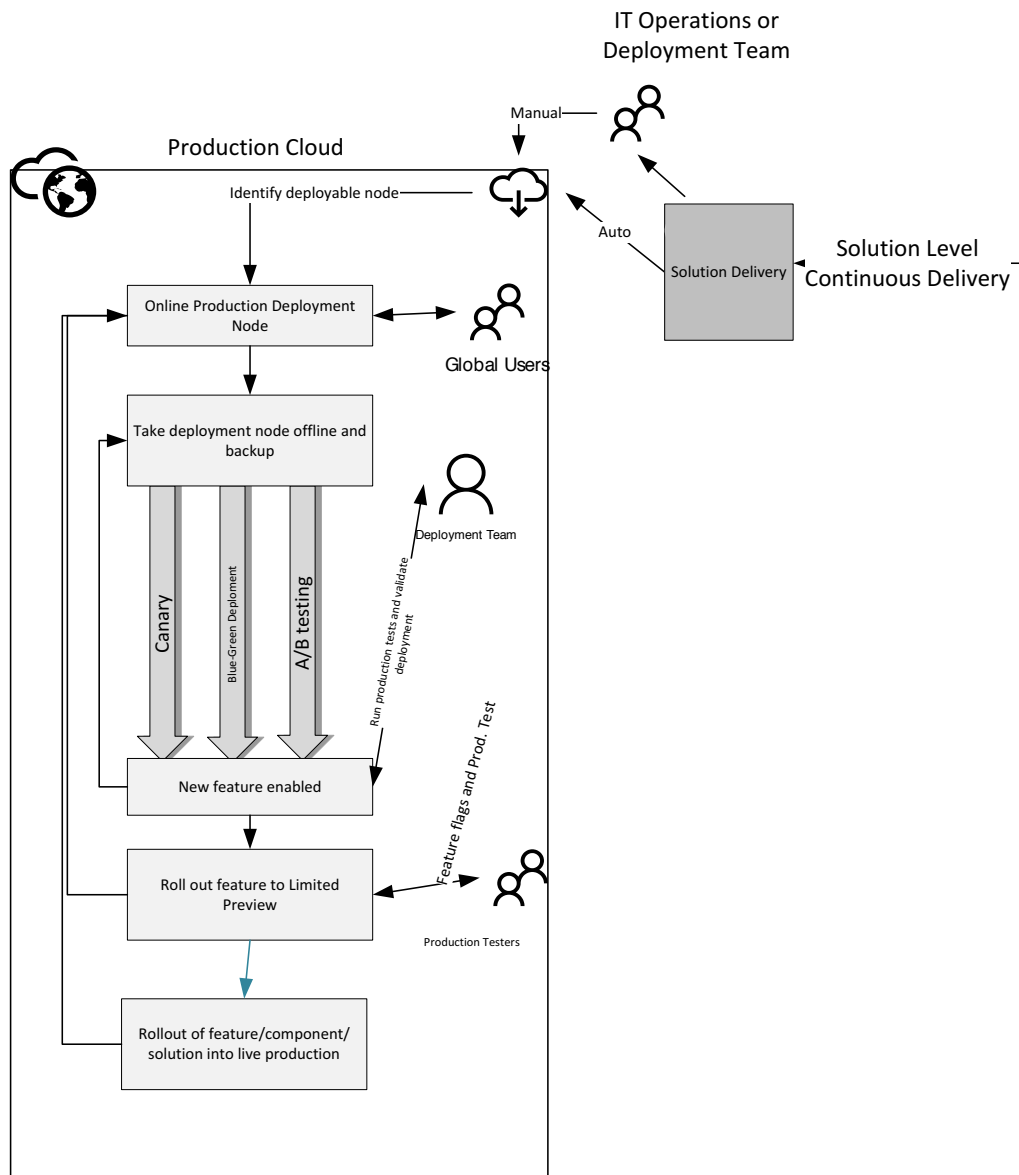 IT Operations or
Deployment Team
Manual
Production Cloud
Identify deployable node
Auto
Solution Delivery
Solution Level
Continuous Delivery
Online Production Deployment
Node
Global Users
Take deployment node offline and
backup
Deployment Team
Canary
Blue-Green Deploment
A/B testing
Run production tests and validate
deployment
New feature enabled
Feature flags and Prod. Test
Roll out feature to Limited
Preview
Production Testers
Rollout of feature/component/
solution into live production